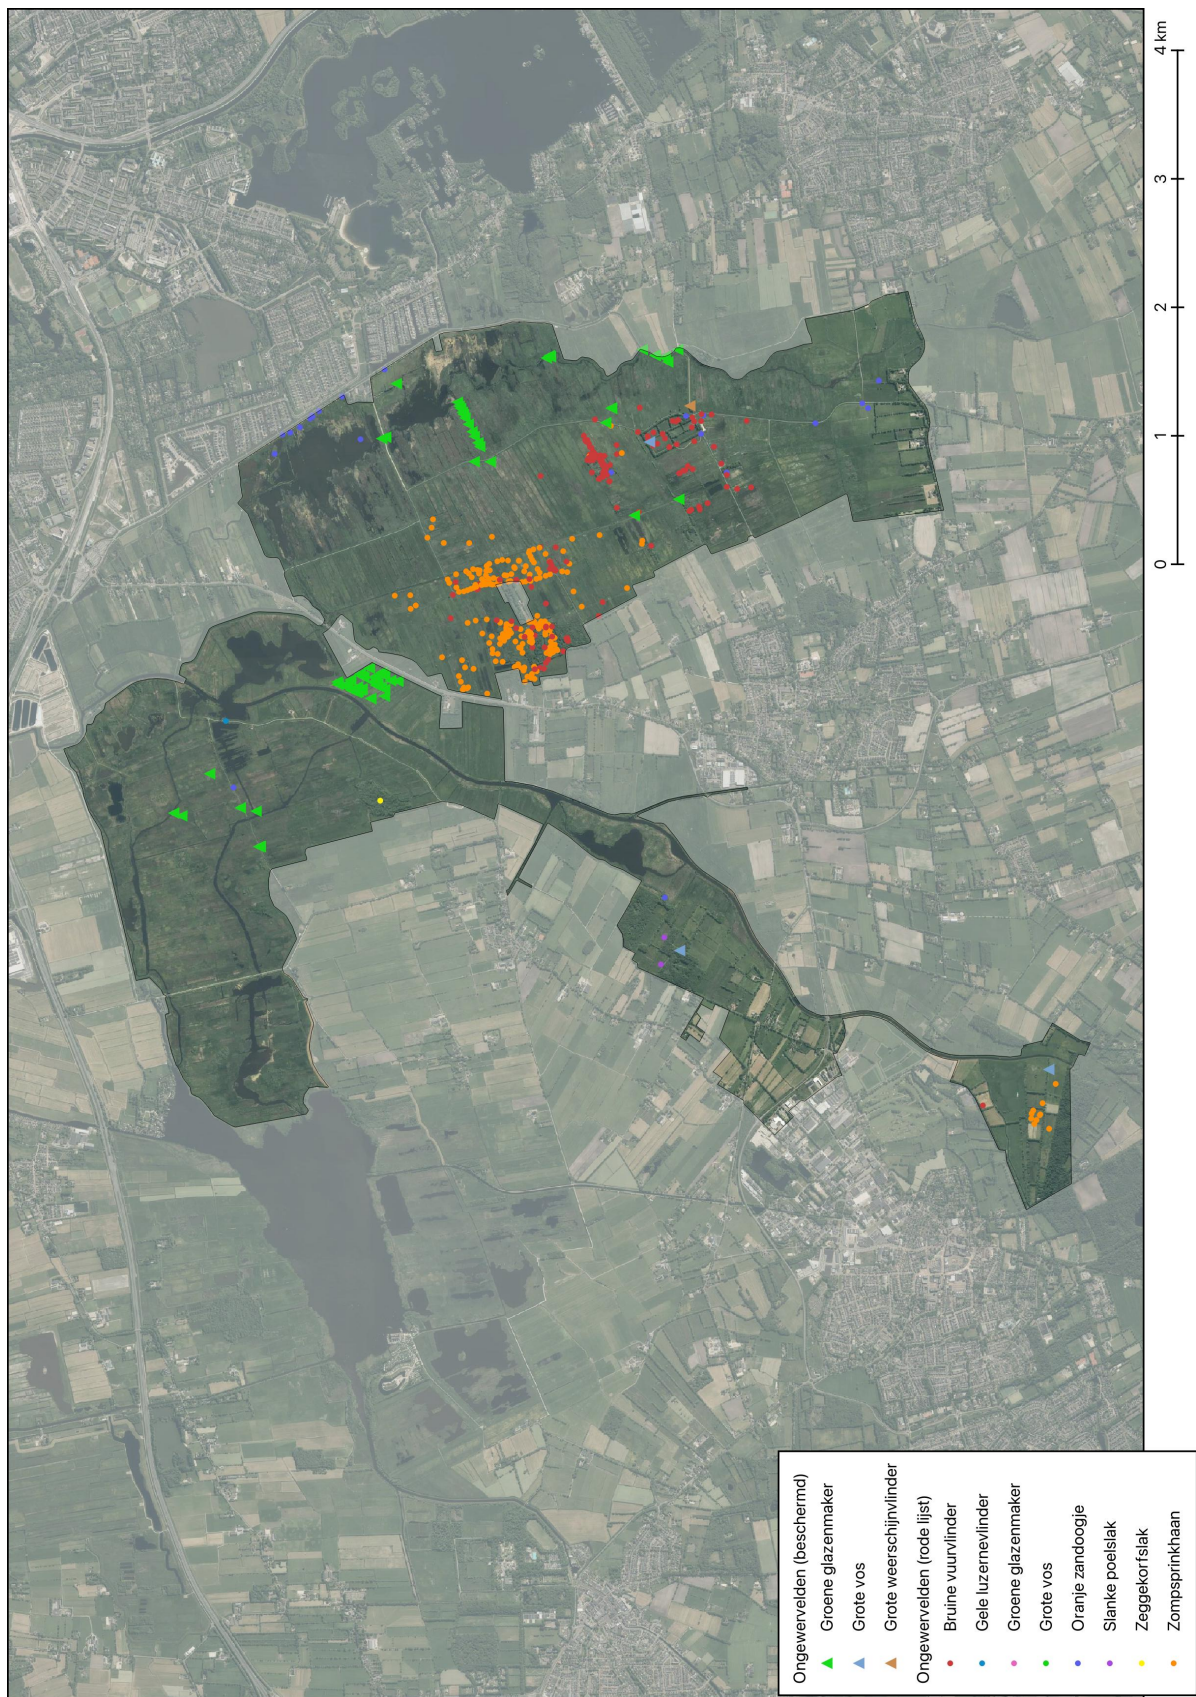 Ongewervelden (beschermd)
Groene glazenmaker
Grote vos
Grote weerschijnvlinder
Ongewervelden (rode lijst)
Bruine vuurvlinder
Gele luzernevlinder
Groene glazenmaker
Grote vos
Oranje zandoogje
Slanke poelslak
Zeggekorfslak
Zompsprinkhaan
0 1 2 3 4 km